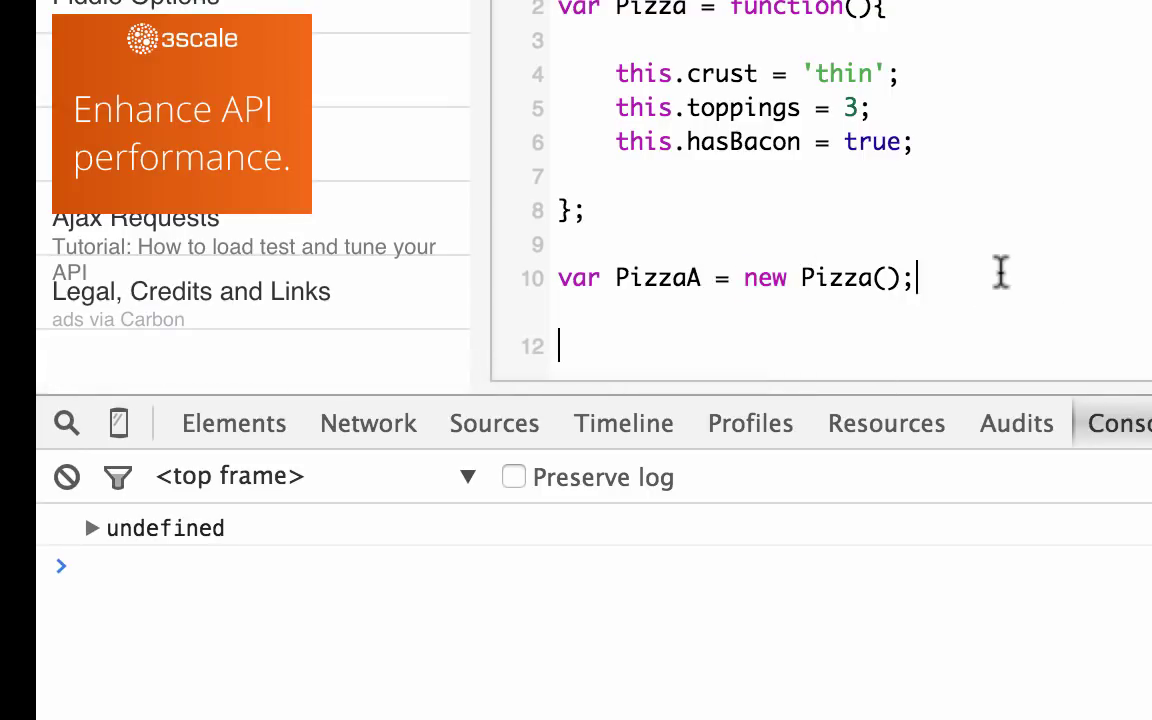 Fiddle Options
3scale
Enhance API
performance.
Ajax Requests
Tutorial: How to load test and tune your
API
Legal, Credits and Links
ads via Carbon
2 var Pizza = function(){
3
4 this.crust = 'thin';
5 this.toppings = 3;
6 this.hasBacon = true;
7
8 };
9
10 var PizzaA = new Pizza();
12
Elements Network Sources Timeline Profiles Resources Audits Conso
<top frame> ▼ Preserve log
▶ undefined
>